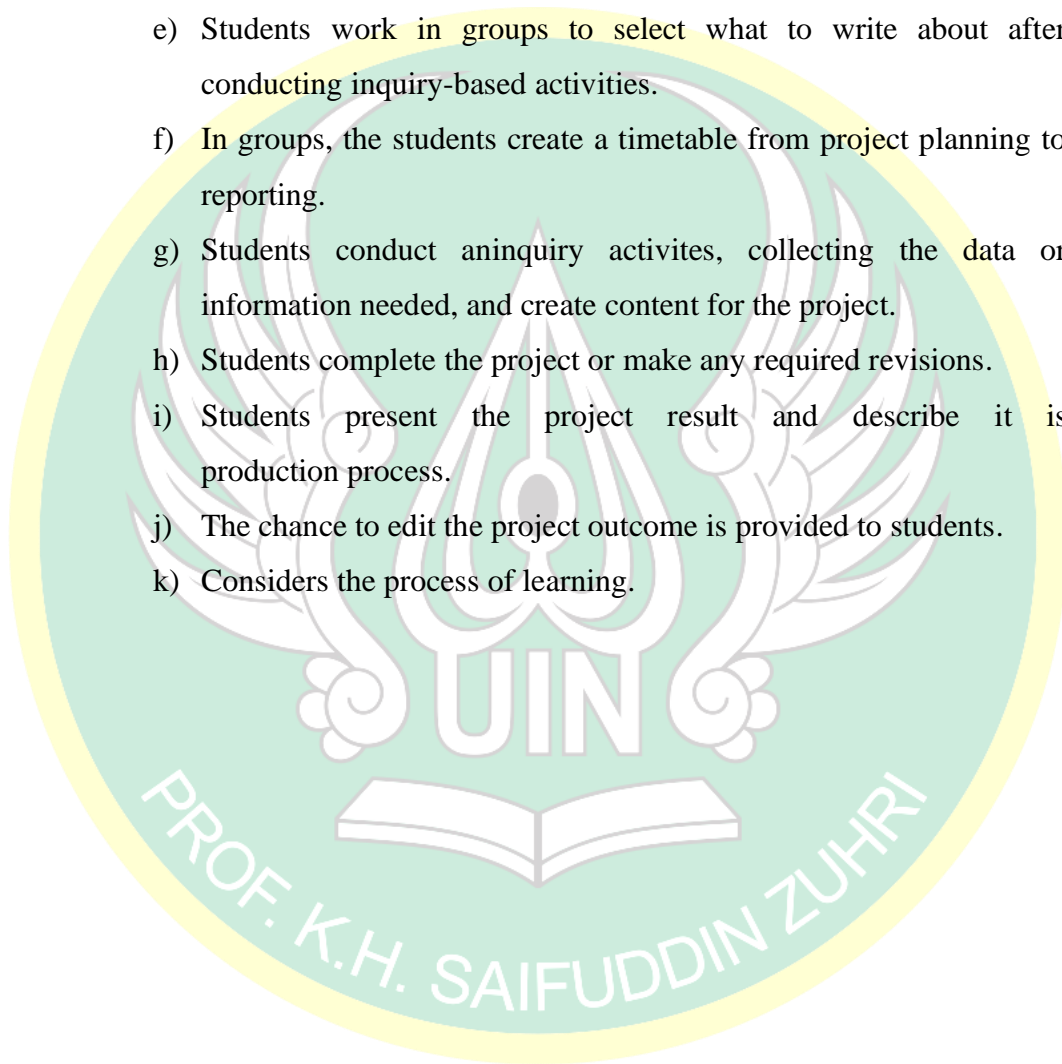 e) Students work in groups to select what to write about after
conducting inquiry-based activities.
f) In groups, the students create a timetable from project planning to
reporting.
g) Students conduct aninquiry activites, collecting the data or
information needed, and create content for the project.
h) Students complete the project or make any required revisions.
i) Students present the project result and describe it is
production process.
j) The chance to edit the project outcome is provided to students.
k) Considers the process of learning.
UIN
PROF. K.H. SAIFUDDIN ZUHRI